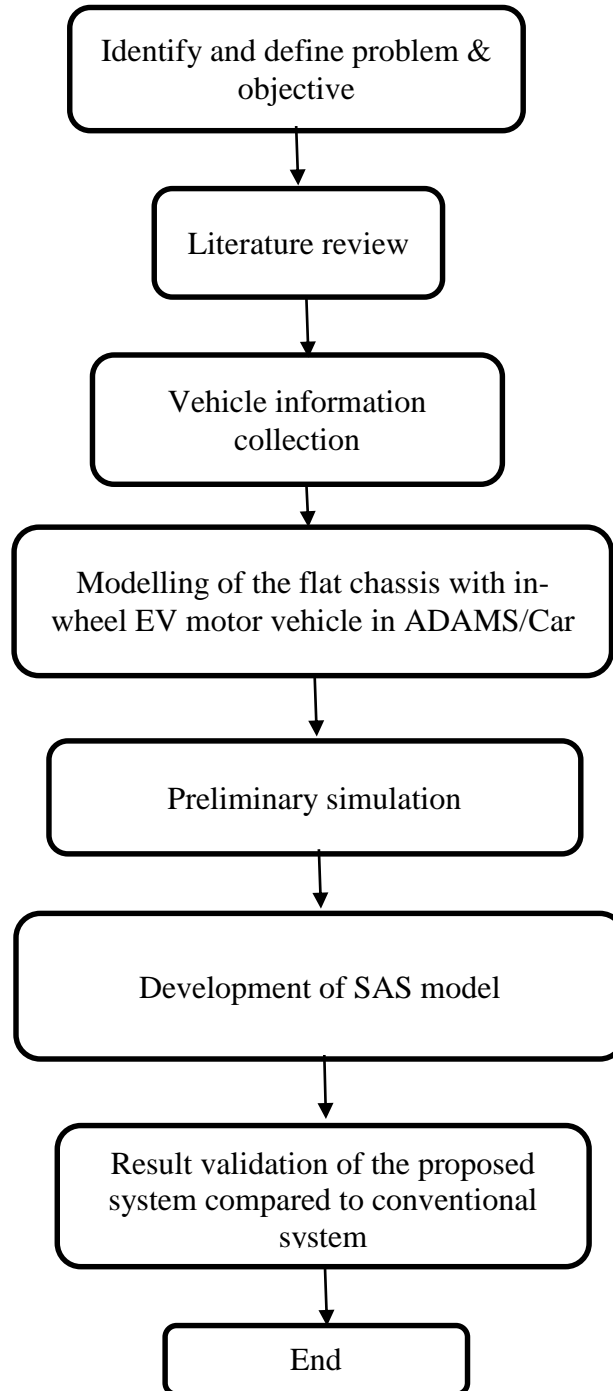 Identify and define problem &
objective
Literature review
Vehicle information
collection
Modelling of the flat chassis with in-
wheel EV motor vehicle in ADAMS/Car
Preliminary simulation
Development of SAS model
Result validation of the proposed
system compared to conventional
system
End